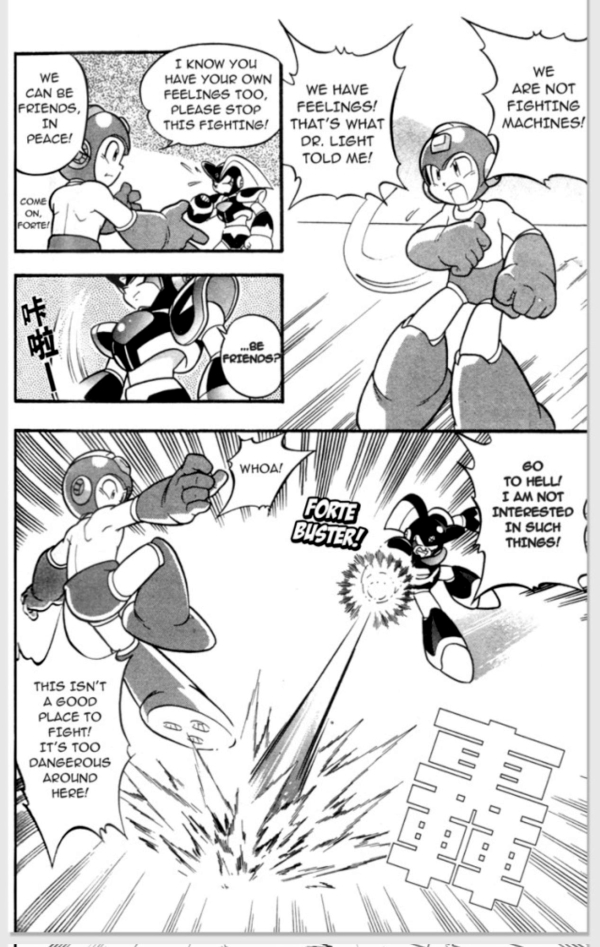 WE
ARE NOT
FIGHTING
MACHINES!
WE HAVE
FEELINGS!
THAT'S WHAT
DR. LIGHT
TOLD ME!
I KNOW YOU
HAVE YOUR OWN
FEELINGS TOO,
PLEASE STOP
THIS FIGHTING!
WE
CAN BE
FRIENDS,
IN
PEACE!
COME
ON,
FORTE!
...BE
FRIENDS?
咔啦—
GO
TO HELL!
I AM NOT
INTERESTED
IN SUCH
THINGS!
FORTE
BUSTER!
WHOA!
THIS ISN'T
A GOOD
PLACE TO
FIGHT!
IT'S TOO
DANGEROUS
AROUND
HERE!
轟